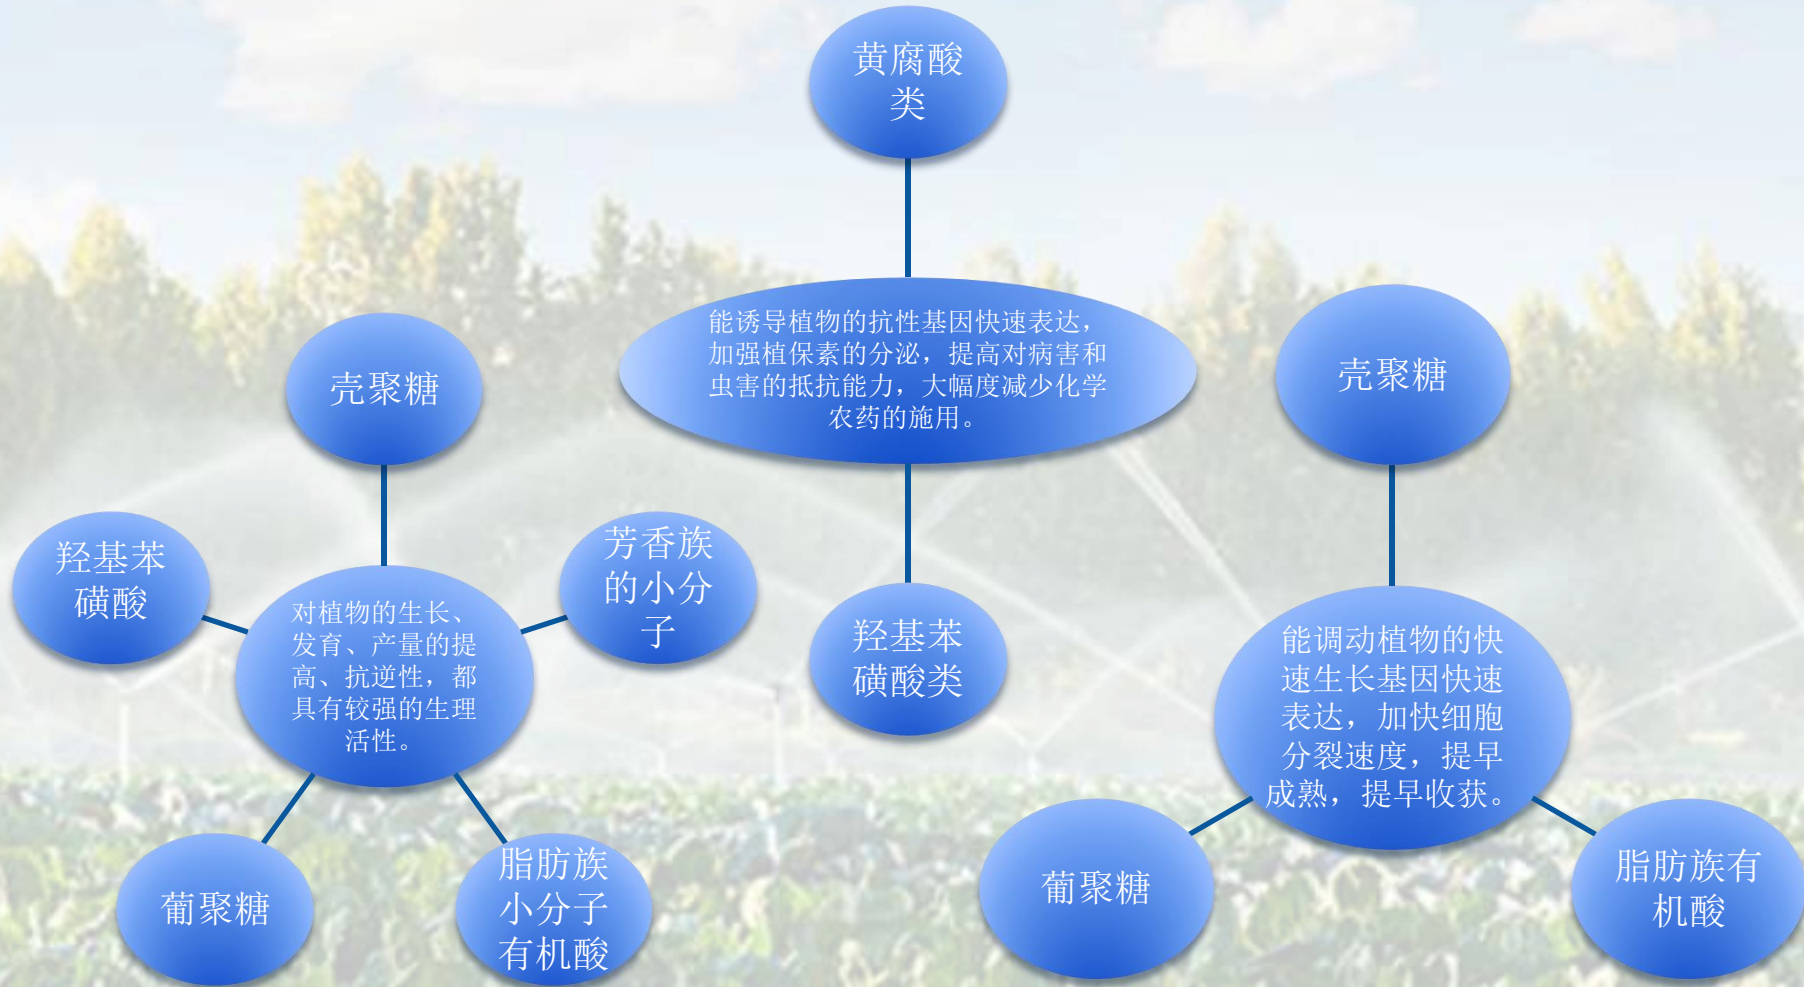 黄腐酸
类
能诱导植物的抗性基因快速表达，
加强植保素的分泌，提高对病害和
虫害的抵抗能力，大幅度减少化学
农药的施用。
羟基苯
磺酸类
壳聚糖
羟基苯
磺酸
芳香族
的小分
子
对植物的生长、
发育、产量的提
高、抗逆性，都
具有较强的生理
活性。
葡聚糖
脂肪族
小分子
有机酸
壳聚糖
能调动植物的快
速生长基因快速
表达，加快细胞
分裂速度，提早
成熟，提早收获。
葡聚糖
脂肪族有
机酸